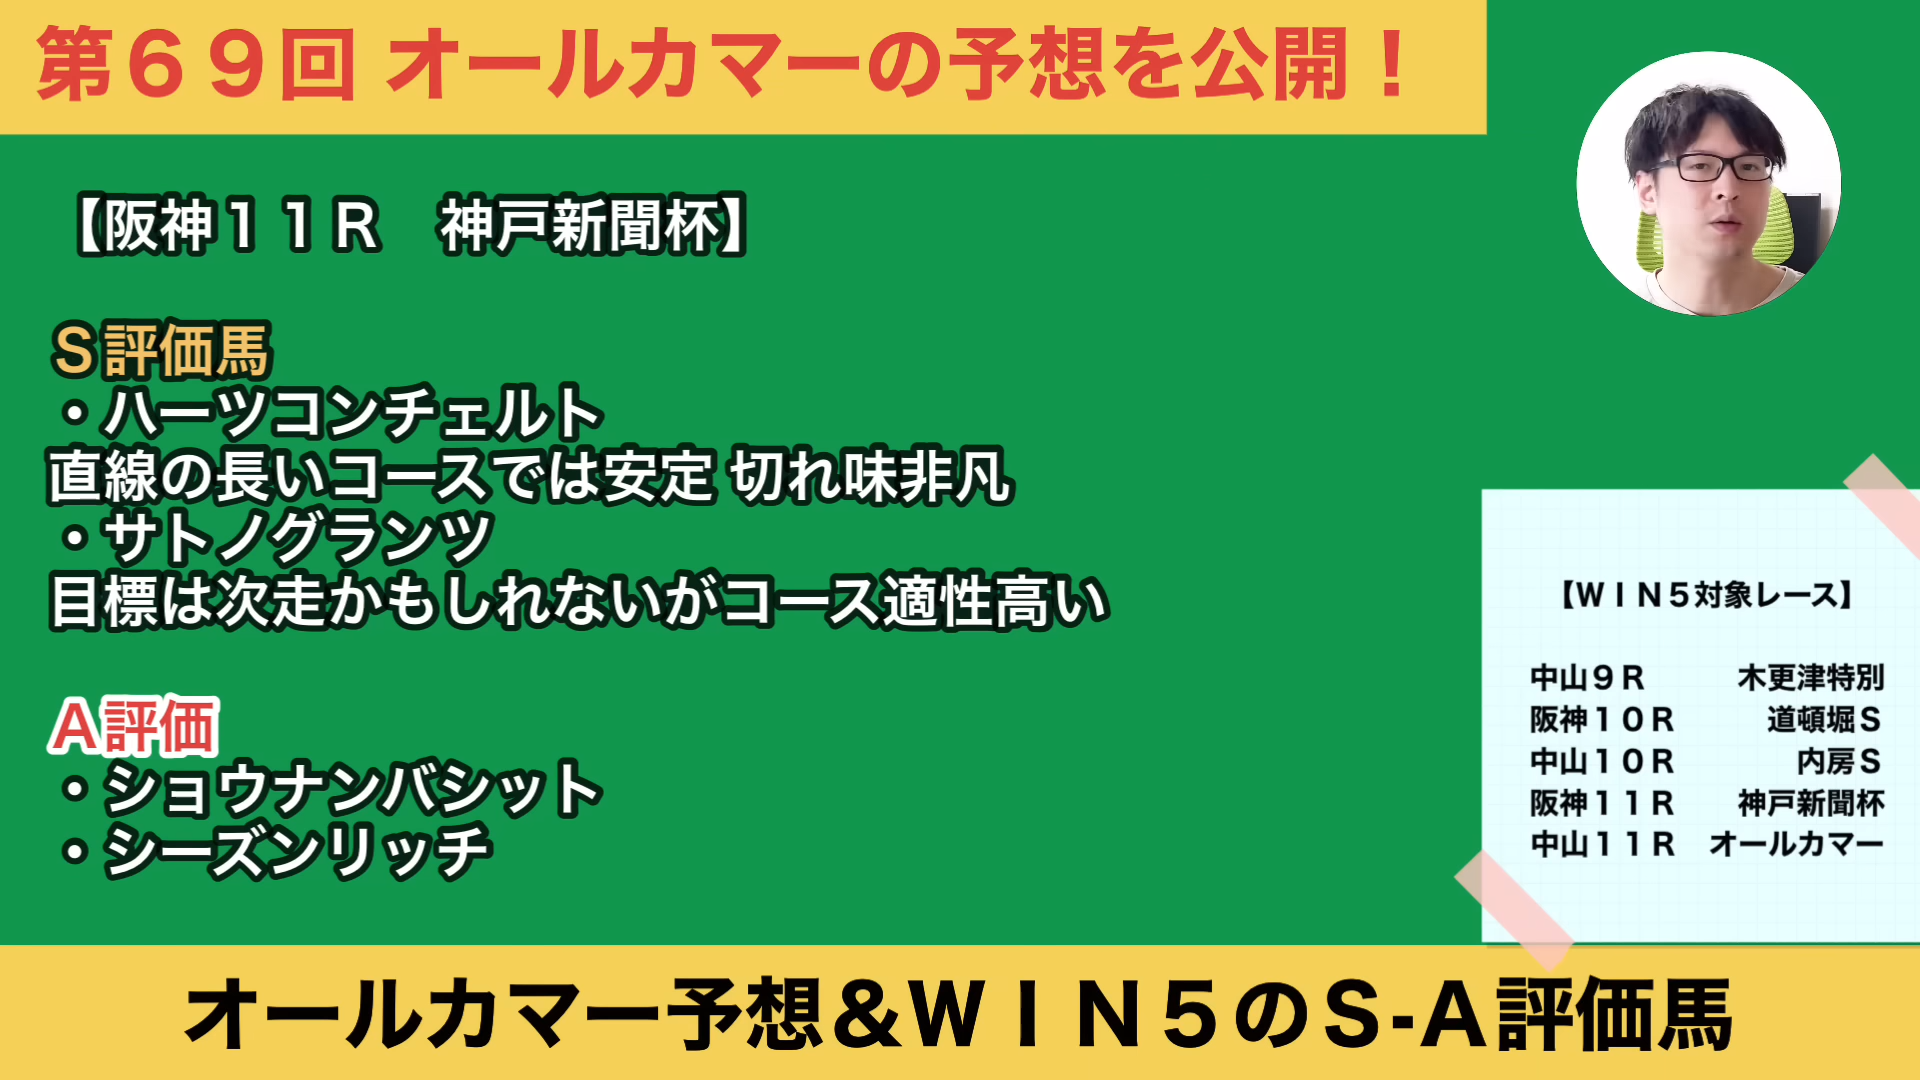 第６９回 オールカマーの予想を公開！
【阪神１１Ｒ　神戸新聞杯】
Ｓ評価馬
・ハーツコンチェルト
直線の長いコースでは安定 切れ味非凡
・サトノグランツ
目標は次走かもしれないがコース適性高い
Ａ評価
・ショウナンバシット
・シーズンリッチ
【ＷＩＮ５対象レース】
中山９Ｒ　木更津特別
阪神１０Ｒ　道頓堀Ｓ
中山１０Ｒ　内房Ｓ
阪神１１Ｒ　神戸新聞杯
中山１１Ｒ　オールカマー
オールカマー予想＆ＷＩＮ５のＳ-Ａ評価馬